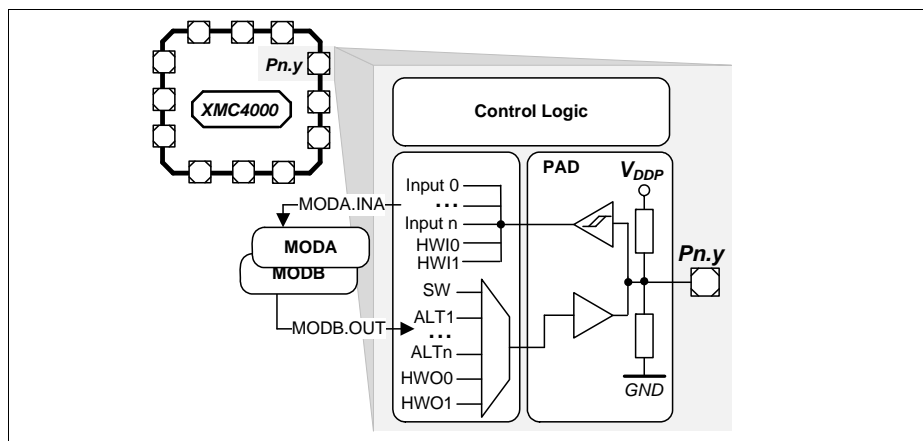 Pn.y
XMC4000
Control Logic
PAD
VDDP
Input 0
...
Input n
HWI0
HWI1
MODA.INA
MODA
MODB
MODB.OUT
SW
ALT1
...
ALTn
HWO0
HWO1
Pn.y
GND